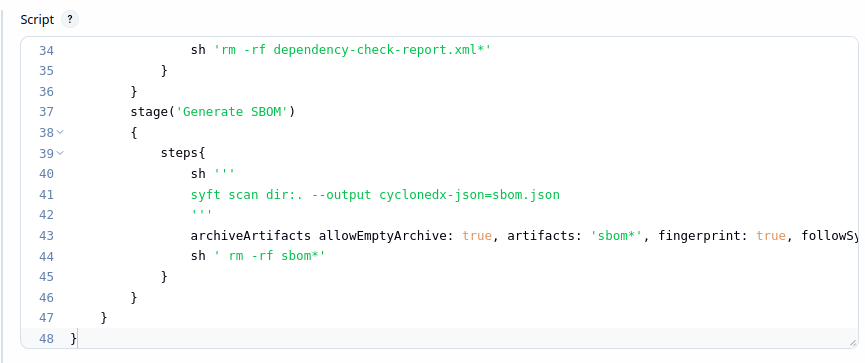 Script ?
34                 sh 'rm -rf dependency-check-report.xml*'
35             }
36         }
37         stage('Generate SBOM')
38         {
39             steps{
40                 sh '''
41                 syft scan dir:. --output cyclonedx-json=sbom.json
42                 '''
43                 archiveArtifacts allowEmptyArchive: true, artifacts: 'sbom*', fingerprint: true, followSy
44                 sh ' rm -rf sbom*'
45             }
46         }
47     }
48 }